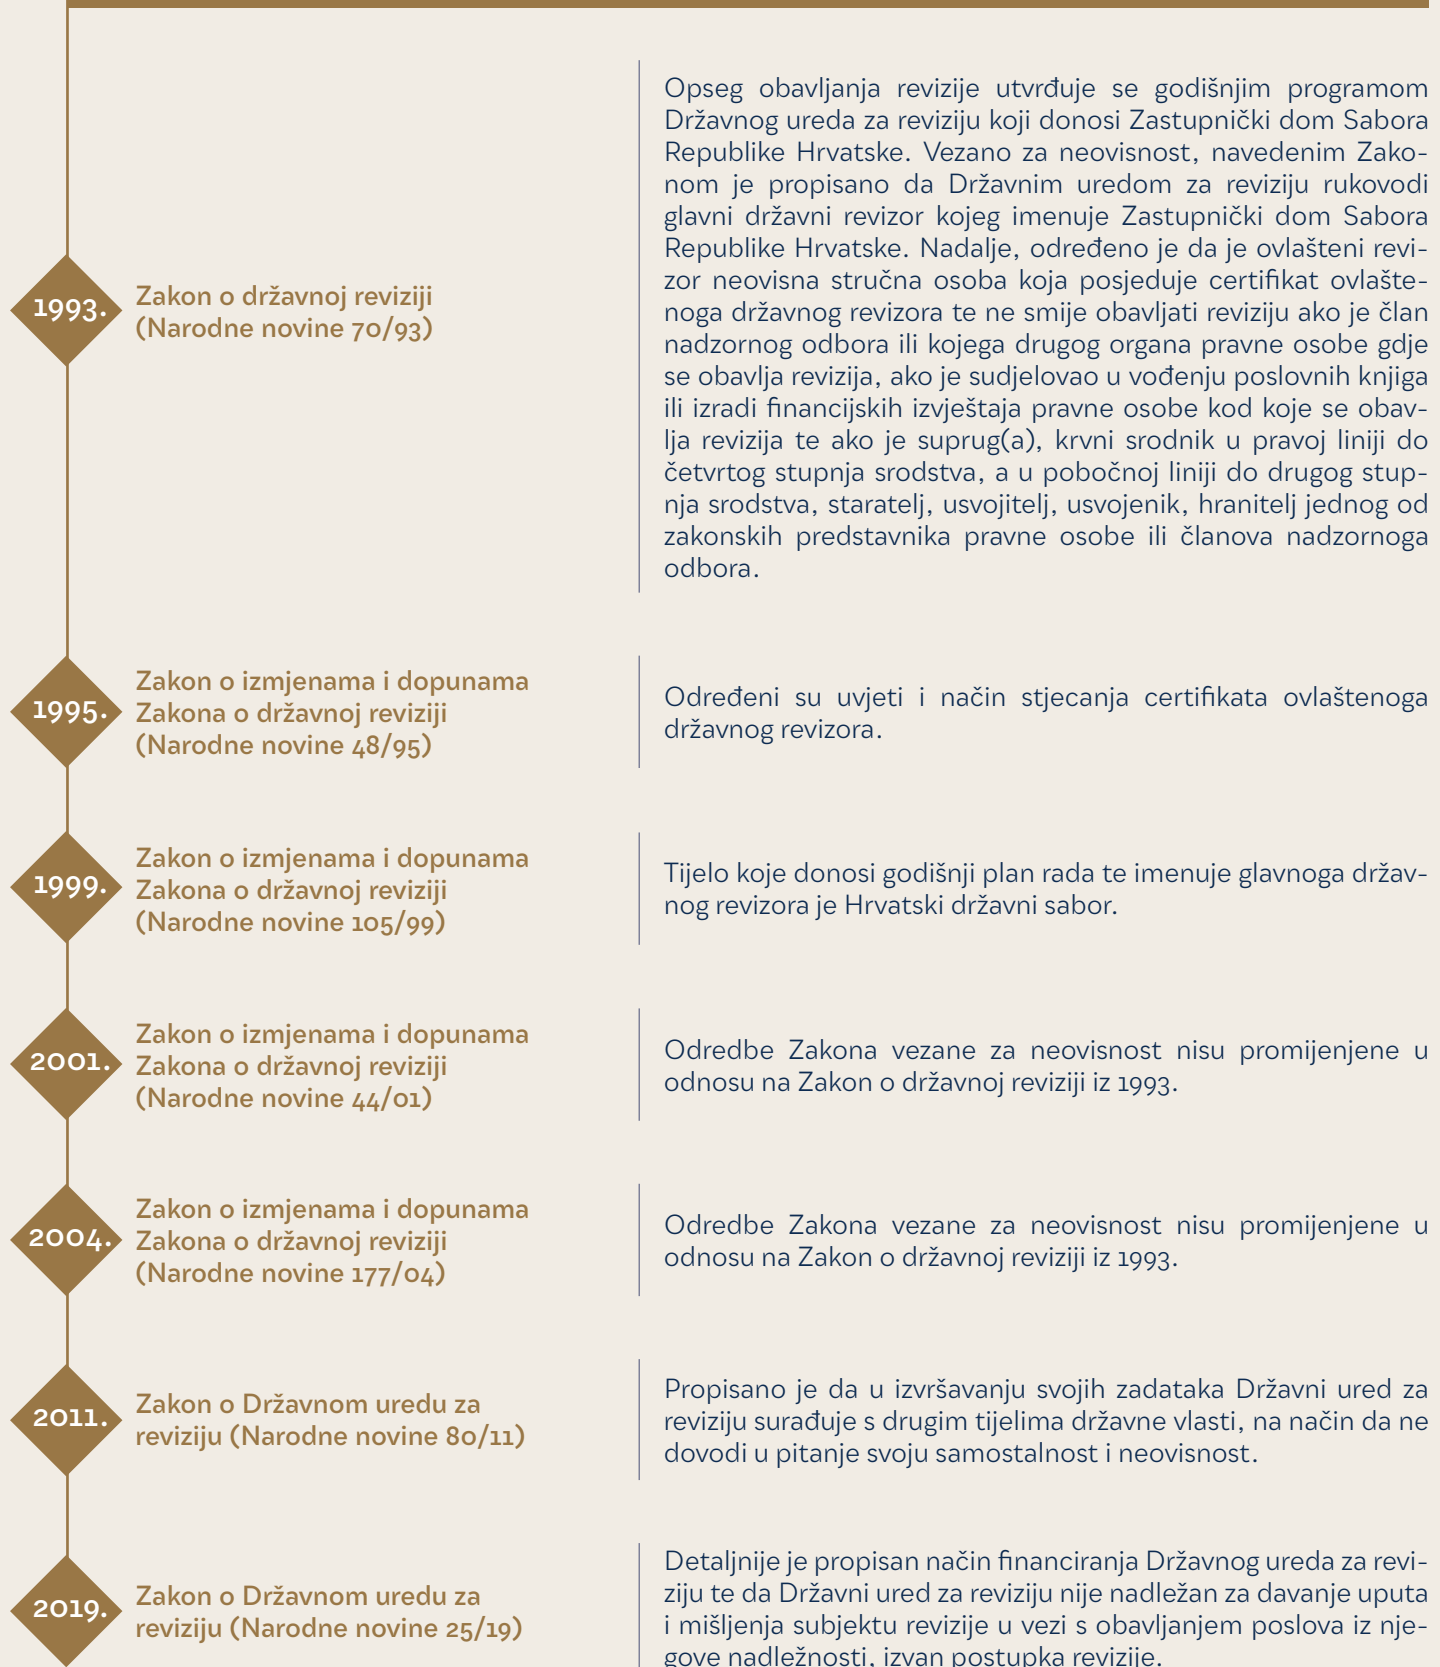 1993.
Zakon o državnoj reviziji
(Narodne novine 70/93)
Opseg obavljanja revizije utvrđuje se godišnjim programom
Državnog ureda za reviziju koji donosi Zastupnički dom Sabora
Republike Hrvatske. Vezano za neovisnost, navedenim Zako-
nom je propisano da Državnim uredom za reviziju rukovodi
glavni državni revizor kojeg imenuje Zastupnički dom Sabora
Republike Hrvatske. Nadalje, određeno je da je ovlašteni revi-
zor neovisna stručna osoba koja posjeduje certifikat ovlašte-
noga državnog revizora te ne smije obavljati reviziju ako je član
nadzornog odbora ili kojega drugog organa pravne osobe gdje
se obavlja revizija, ako je sudjelovao u vođenju poslovnih knjiga
ili izradi financijskih izvještaja pravne osobe kod koje se obav-
lja revizija te ako je suprug(a), krvni srodnik u pravoj liniji do
četvrtog stupnja srodstva, a u pobočnoj liniji do drugog stup-
nja srodstva, staratelj, usvojitelj, usvojenik, hranitelj jednog od
zakonskih predstavnika pravne osobe ili članova nadzornoga
odbora.
1995.
Zakon o izmjenama i dopunama
Zakona o državnoj reviziji
(Narodne novine 48/95)
Određeni su uvjeti i način stjecanja certifikata ovlaštenoga
državnog revizora.
1999.
Zakon o izmjenama i dopunama
Zakona o državnoj reviziji
(Narodne novine 105/99)
Tijelo koje donosi godišnji plan rada te imenuje glavnoga držav-
nog revizora je Hrvatski državni sabor.
2001.
Zakon o izmjenama i dopunama
Zakona o državnoj reviziji
(Narodne novine 44/01)
Odredbe Zakona vezane za neovisnost nisu promijenjene u
odnosu na Zakon o državnoj reviziji iz 1993.
2004.
Zakon o izmjenama i dopunama
Zakona o državnoj reviziji
(Narodne novine 177/04)
Odredbe Zakona vezane za neovisnost nisu promijenjene u
odnosu na Zakon o državnoj reviziji iz 1993.
2011.
Zakon o Državnom uredu za
reviziju (Narodne novine 80/11)
Propisano je da u izvršavanju svojih zadataka Državni ured za
reviziju surađuje s drugim tijelima državne vlasti, na način da ne
dovodi u pitanje svoju samostalnost i neovisnost.
2019.
Zakon o Državnom uredu za
reviziju (Narodne novine 25/19)
Detaljnije je propisan način financiranja Državnog ureda za revi-
ziju te da Državni ured za reviziju nije nadležan za davanje uputa
i mišljenja subjektu revizije u vezi s obavljanjem poslova iz nje-
gove nadležnosti, izvan postupka revizije.